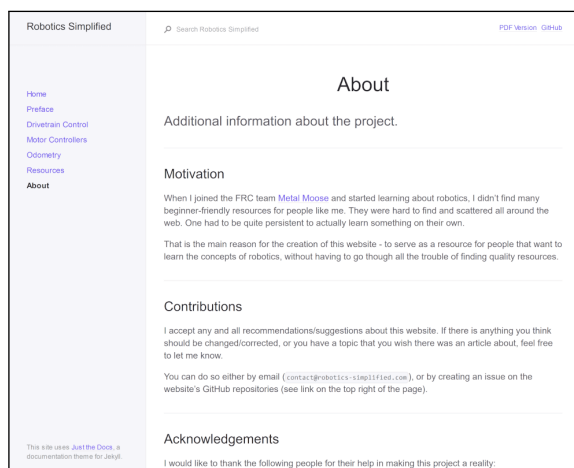 Robotics Simplified
Search Robotics Simplified
PDF Version GitHub
Home
Preface
Drivetrain Control
Motor Controllers
Odometry
Resources
About
This site uses Just the Docs, a
documentation theme for Jekyll.
About
Additional information about the project.
Motivation
When I joined the FRC team Metal Moose and started learning about robotics, I didn't find many
beginner-friendly resources for people like me. They were hard to find and scattered all around the
web. One had to be quite persistent to actually learn something on their own.
That is the main reason for the creation of this website - to serve as a resource for people that want to
learn the concepts of robotics, without having to go though all the trouble of finding quality resources.
Contributions
I accept any and all recommendations/suggestions about this website. If there is anything you think
should be changed/corrected, or you have a topic that you wish there was an article about, feel free
to let me know.
You can do so either by email (contact@robotics-simplified.com), or by creating an issue on the
website's GitHub repositories (see link on the top right of the page).
Acknowledgements
I would like to thank the following people for their help in making this project a reality: